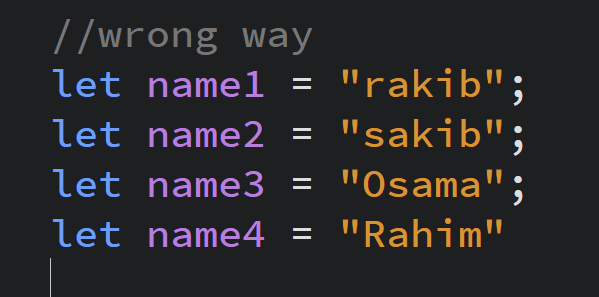 //wrong way
let name1 = "rakib";
let name2 = "sakib";
let name3 = "Osama";
let name4 = "Rahim"